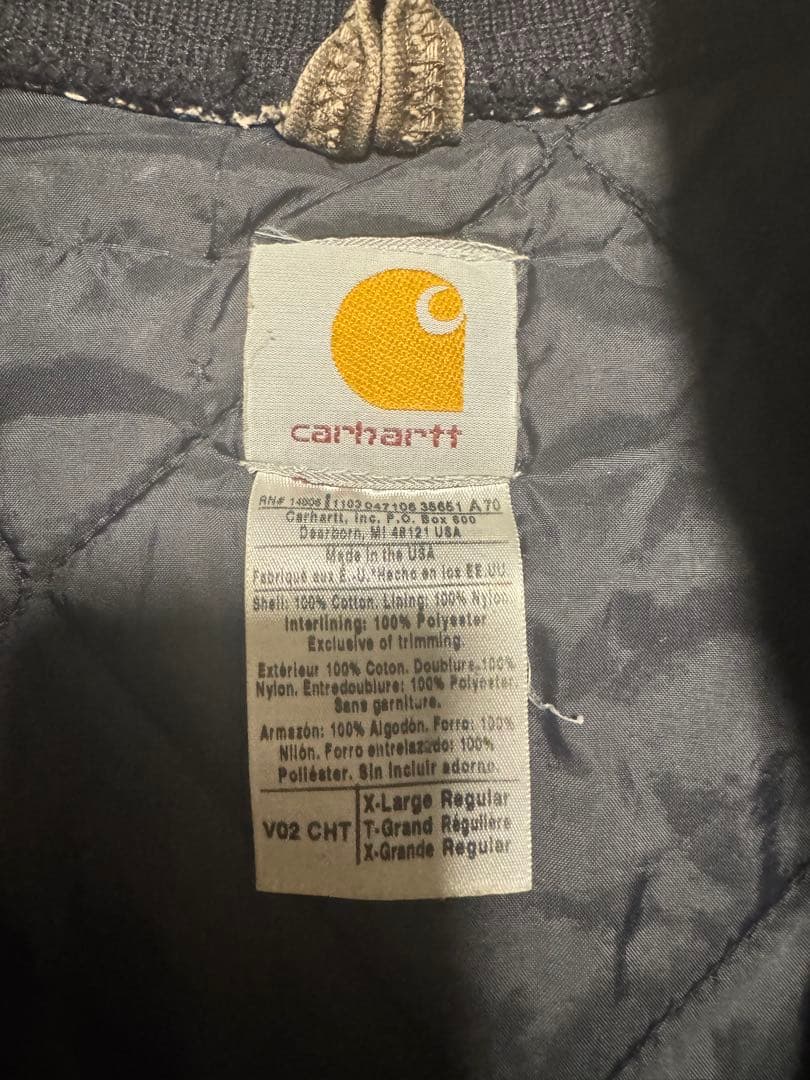 carhartt
RN# 14806 11103 047106 35651 A70
Carhartt, Inc. P.O. Box 600
Dearborn, MI 48121 USA
Made in the USA
Fabriqué aux É.-U. Hecho en los EE.UU
Shell: 100% Cotton. Lining: 100% Nylon
Interlining: 100% Polyester
Exclusive of trimming.
Extérieur 100% Coton. Doublure 100%
Nylon. Entredoublure: 100% Polyester
Sans garniture.
Armazón: 100% Algodón. Forro: 100%
Nilón. Forro entrelazado: 100%
Poliéster. Sin incluir adorno.
V02 CHT
X-Large Regular
T-Grand Régulière
X-Grande Regular